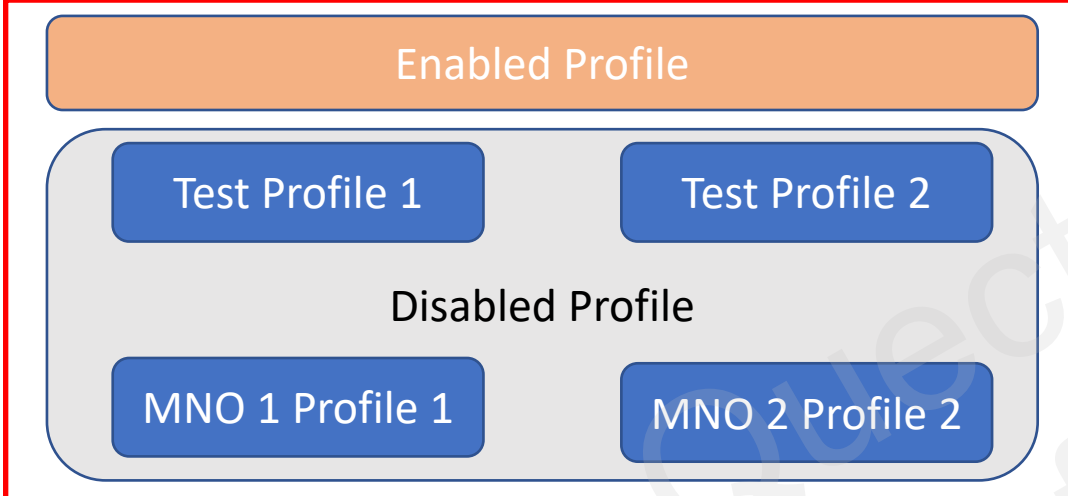 Enabled Profile
Test Profile 1
Test Profile 2
Disabled Profile
MNO 1 Profile 1
MNO 2 Profile 2